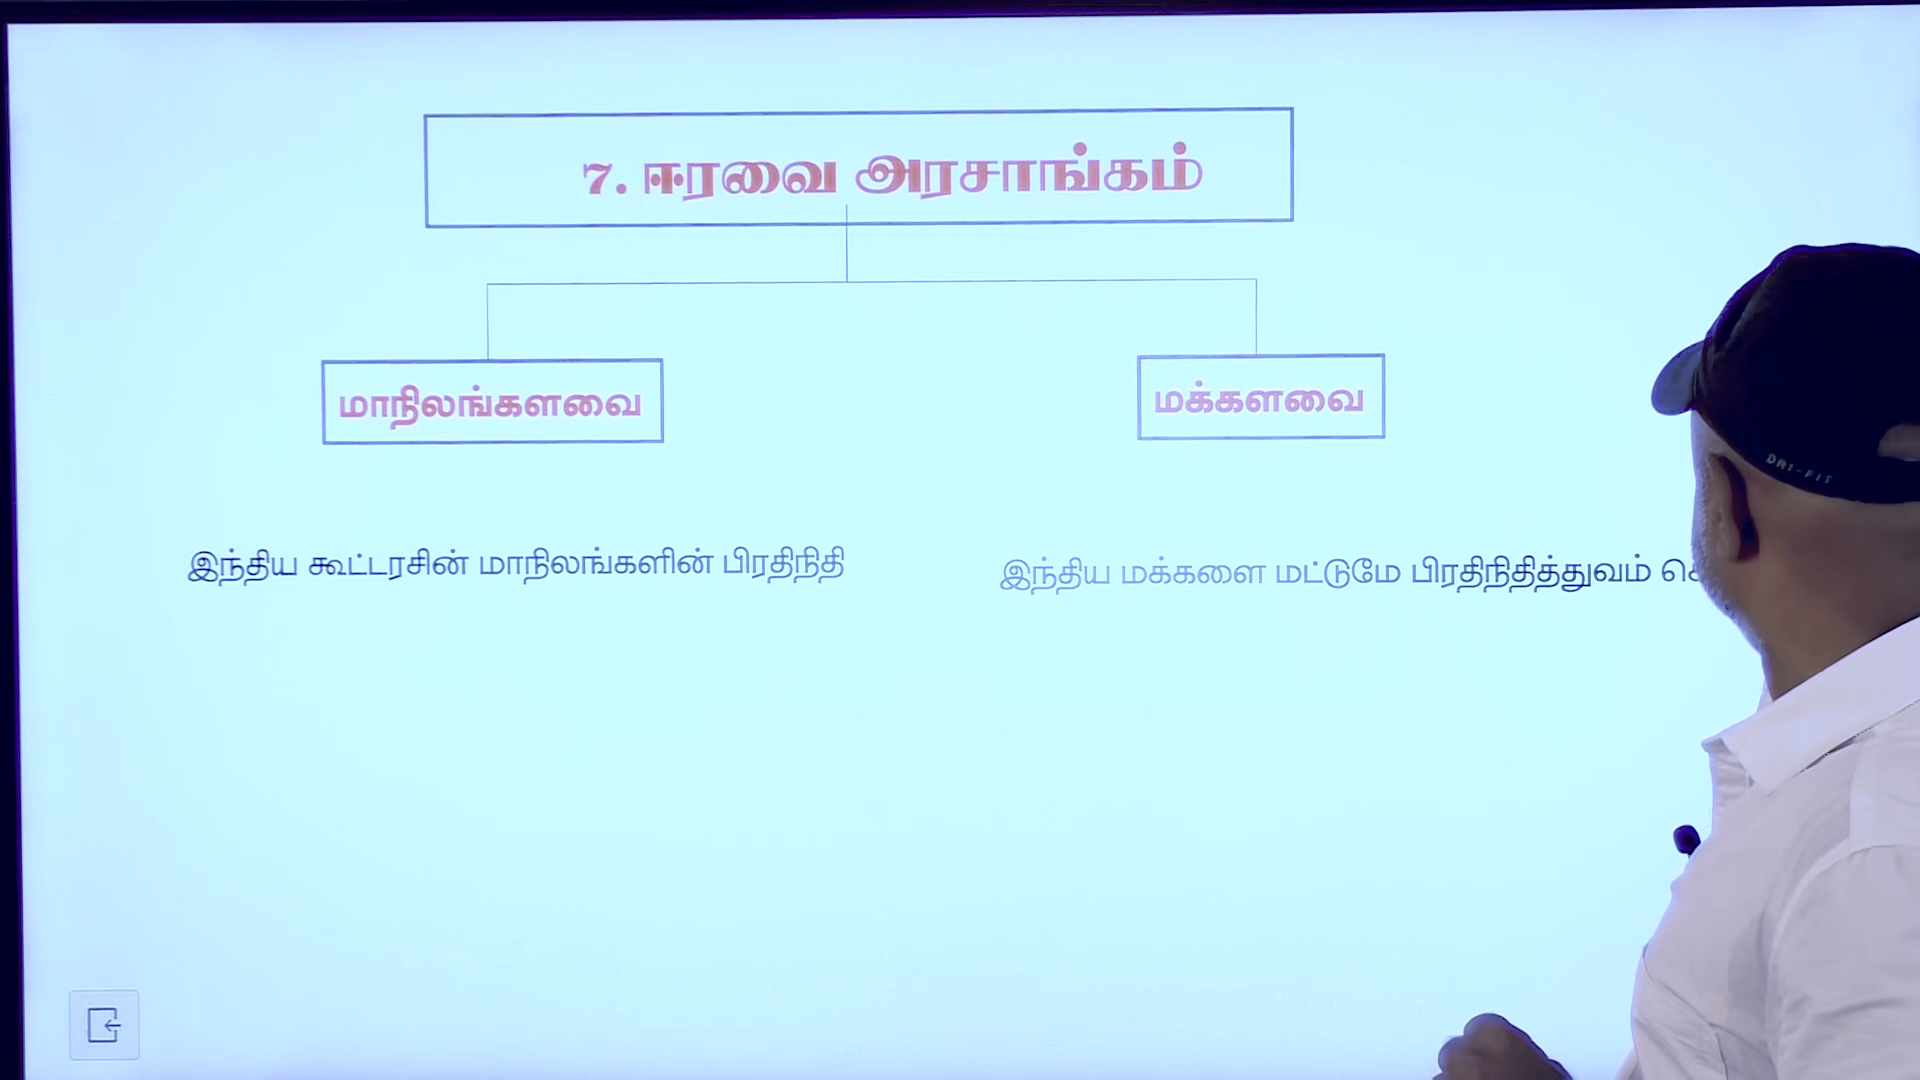 7. ஈரவை அரசாங்கம்
மாநிலங்களவை
மக்களவை
இந்திய கூட்டரசின் மாநிலங்களின் பிரதிநிதி
இந்திய மக்களை மட்டுமே பிரதிநிதித்துவம்
DRI-FIT